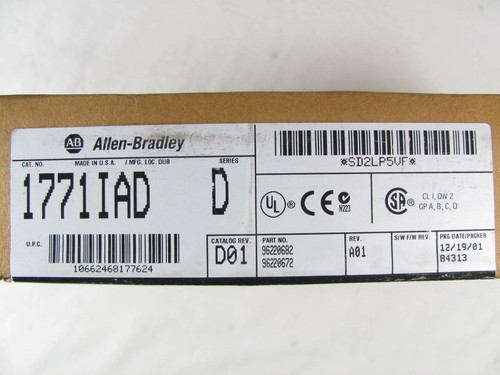 AB Allen-Bradley
CAT. NO. MADE IN U.S.A. / MFG. LOC. DUB SERIES
1771IAD D
U.P.C.
10662468177624
CATALOG REV.
D01
*SD2LP5VF*
UL CE N223 SA CL I, DIV 2
GP A, B, C, D
PART NO. REV. S/W F/W REV. PKG DATE/PACKER
96220682 A01 12/19/01
96220672 84313